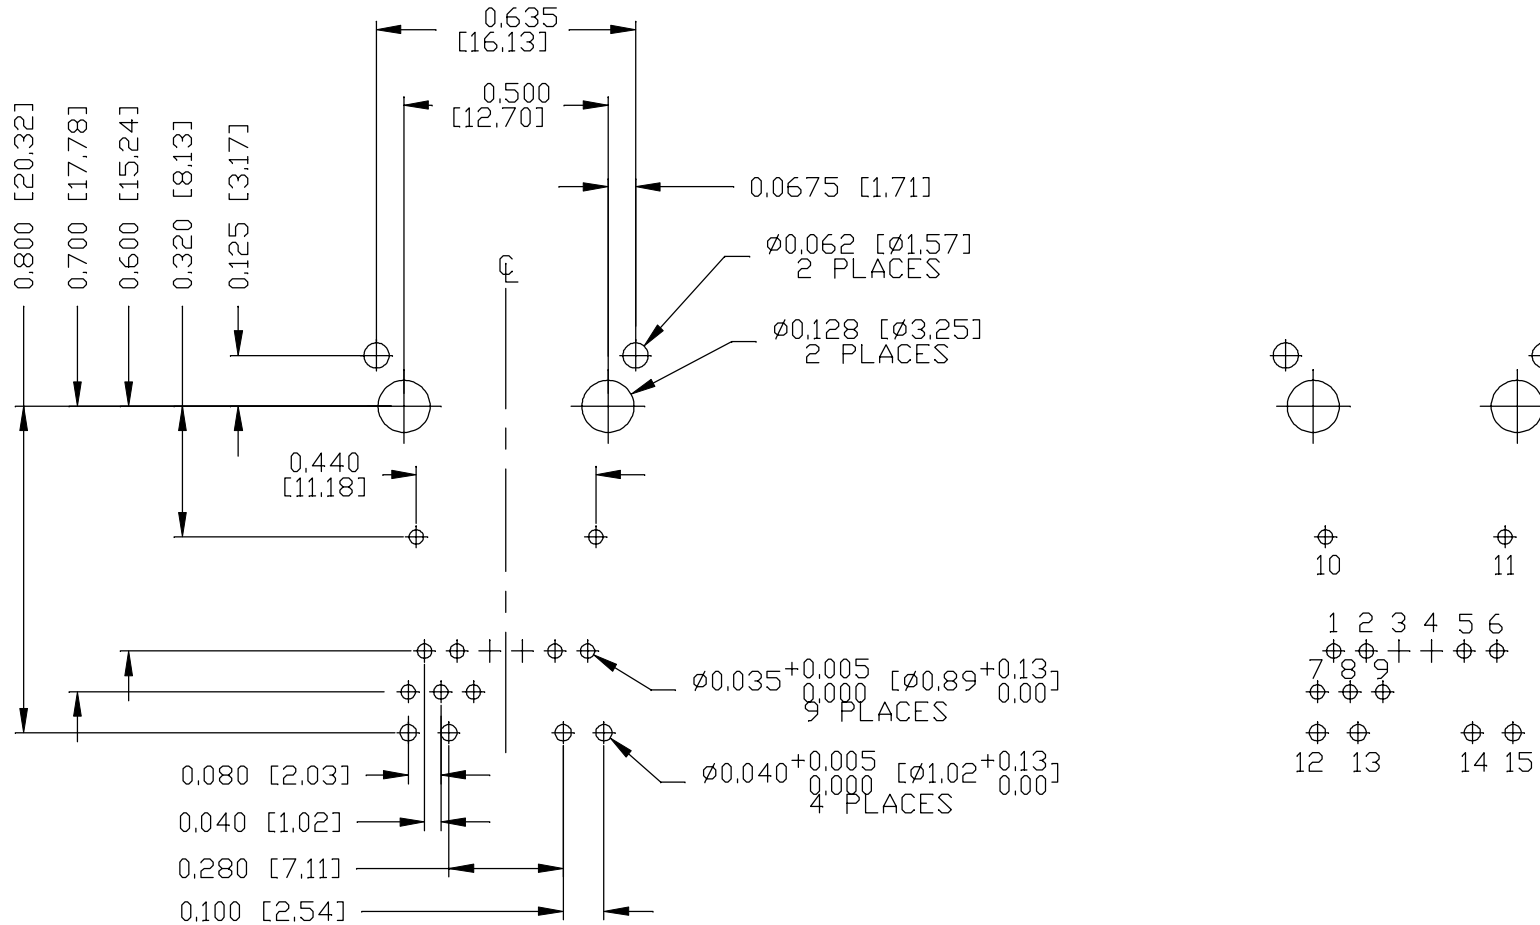 0.635
[16.13]
0.500
[12.70]
0.800 [20.32]
0.700 [17.78]
0.600 [15.24]
0.320 [8.13]
0.125 [3.17]
0.0675 [1.71]
℄
Ø0.062 [Ø1.57]
2 PLACES
Ø0.128 [Ø3.25]
2 PLACES
0.440
[11.18]
10 11
1 2 3 4 5 6
7 8 9
Ø0.035 +0.005 [Ø0.89 +0.13
0.000 0.00]
9 PLACES
12 13 14 15
Ø0.040 +0.005 [Ø1.02 +0.13
0.000 0.00]
4 PLACES
0.080 [2.03]
0.040 [1.02]
0.280 [7.11]
0.100 [2.54]